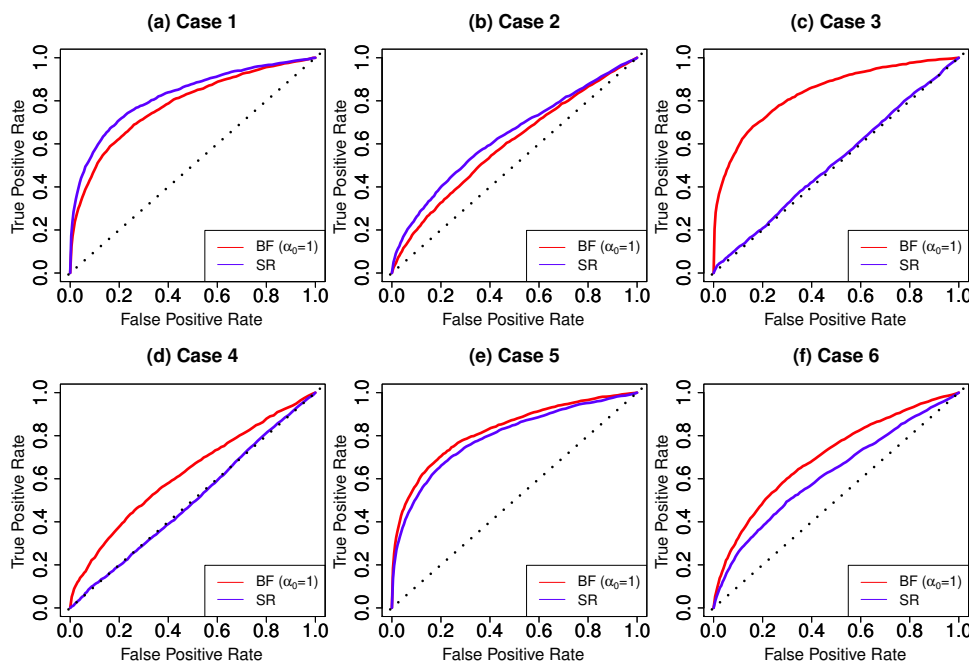 (a) Case 1
True Positive Rate
0.0 0.2 0.4 0.6 0.8 1.0
BF (α₀=1)
SR
0.0 0.2 0.4 0.6 0.8 1.0
False Positive Rate
(b) Case 2
True Positive Rate
0.0 0.2 0.4 0.6 0.8 1.0
BF (α₀=1)
SR
0.0 0.2 0.4 0.6 0.8 1.0
False Positive Rate
(c) Case 3
True Positive Rate
0.0 0.2 0.4 0.6 0.8 1.0
BF (α₀=1)
SR
0.0 0.2 0.4 0.6 0.8 1.0
False Positive Rate
(d) Case 4
True Positive Rate
0.0 0.2 0.4 0.6 0.8 1.0
BF (α₀=1)
SR
0.0 0.2 0.4 0.6 0.8 1.0
False Positive Rate
(e) Case 5
True Positive Rate
0.0 0.2 0.4 0.6 0.8 1.0
BF (α₀=1)
SR
0.0 0.2 0.4 0.6 0.8 1.0
False Positive Rate
(f) Case 6
True Positive Rate
0.0 0.2 0.4 0.6 0.8 1.0
BF (α₀=1)
SR
0.0 0.2 0.4 0.6 0.8 1.0
False Positive Rate